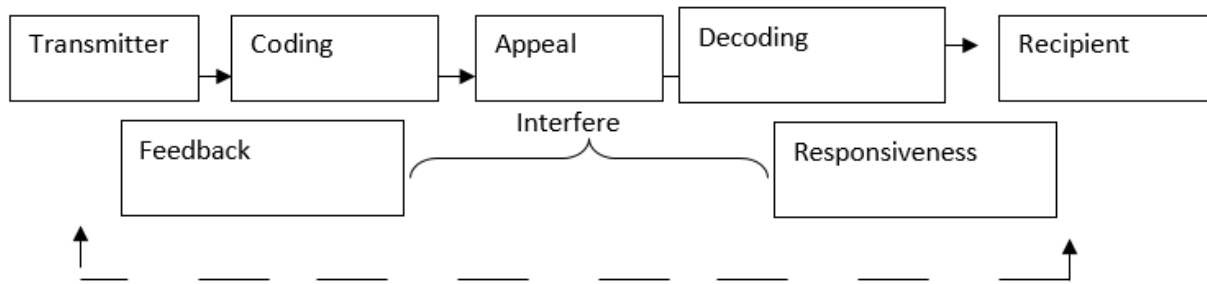 Transmitter
Coding
Appeal
Decoding
Recipient
Interfere
Feedback
Responsiveness